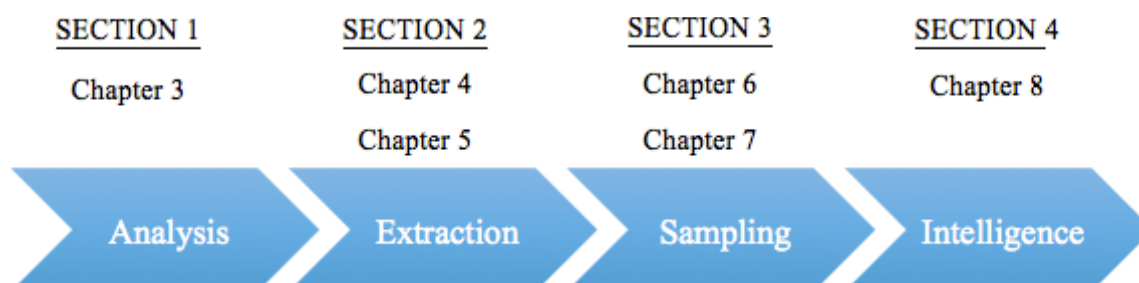 SECTION 1
SECTION 2
SECTION 3
SECTION 4
Chapter 3
Chapter 4
Chapter 6
Chapter 8
Chapter 5
Chapter 7
Analysis
Extraction
Sampling
Intelligence